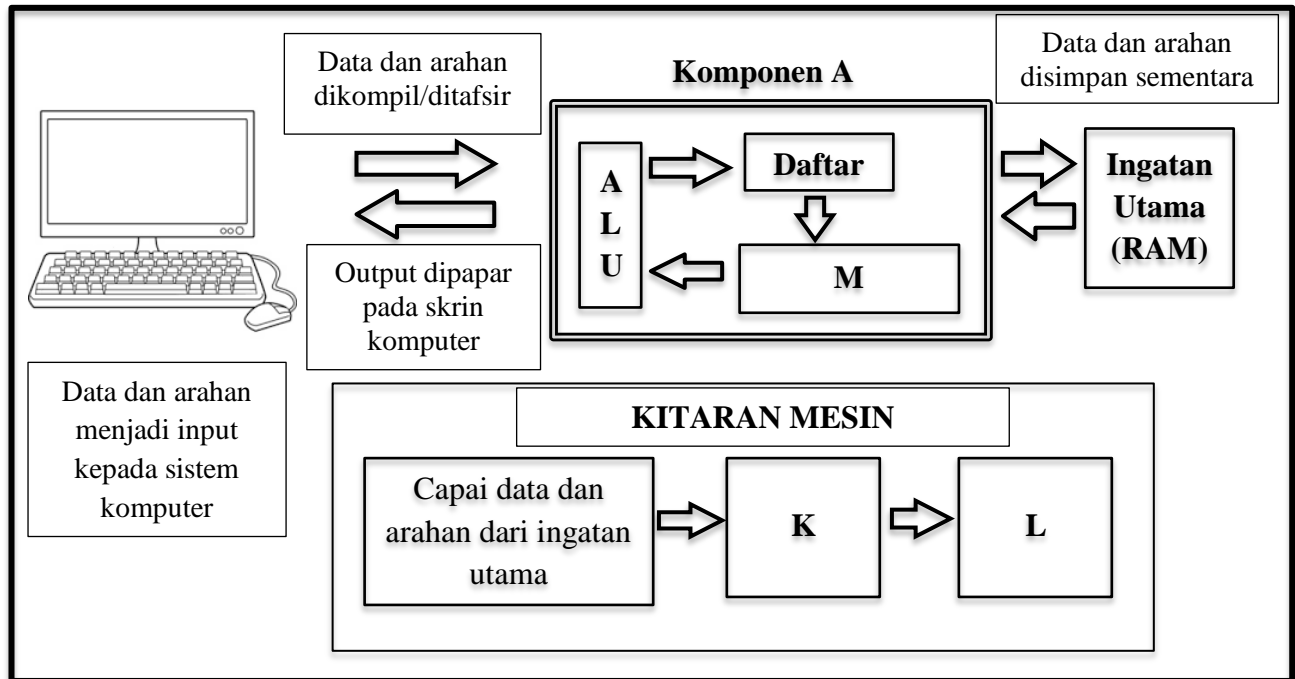 Data dan arahan
dikompil/ditafsir
Komponen A
Data dan arahan
disimpan sementara
A
L
U
Daftar
M
Ingatan
Utama
(RAM)
Output dipapar
pada skrin
komputer
Data dan arahan
menjadi input
kepada sistem
komputer
KITARAN MESIN
Capai data dan
arahan dari ingatan
utama
K
L